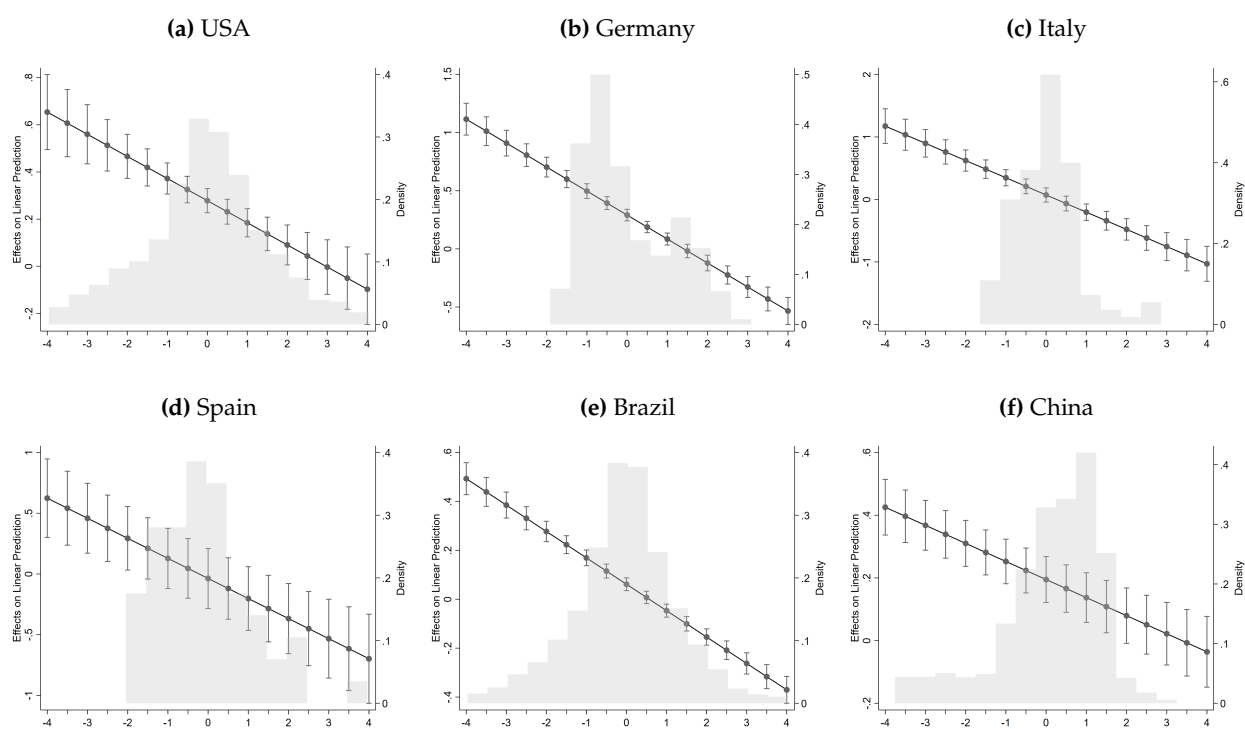 (a) USA
(b) Germany
(c) Italy
Effects on Linear Prediction
-.2 0 .2 .4 .6 .8
Density
0 .1 .2 .3 .4
-4 -3 -2 -1 0 1 2 3 4
Effects on Linear Prediction
-.5 0 .5 1 1.5
Density
0 .1 .2 .3 .4 .5
-4 -3 -2 -1 0 1 2 3 4
Effects on Linear Prediction
-2 -1 0 1 2
Density
0 .2 .4 .6
-4 -3 -2 -1 0 1 2 3 4
(d) Spain
(e) Brazil
(f) China
Effects on Linear Prediction
-1 -.5 0 .5 1
Density
0 .1 .2 .3 .4
-4 -3 -2 -1 0 1 2 3 4
Effects on Linear Prediction
-.4 -.2 0 .2 .4 .6
Density
0 .1 .2 .3 .4
-4 -3 -2 -1 0 1 2 3 4
Effects on Linear Prediction
-.2 0 .2 .4 .6
Density
0 .1 .2 .3 .4
-4 -3 -2 -1 0 1 2 3 4